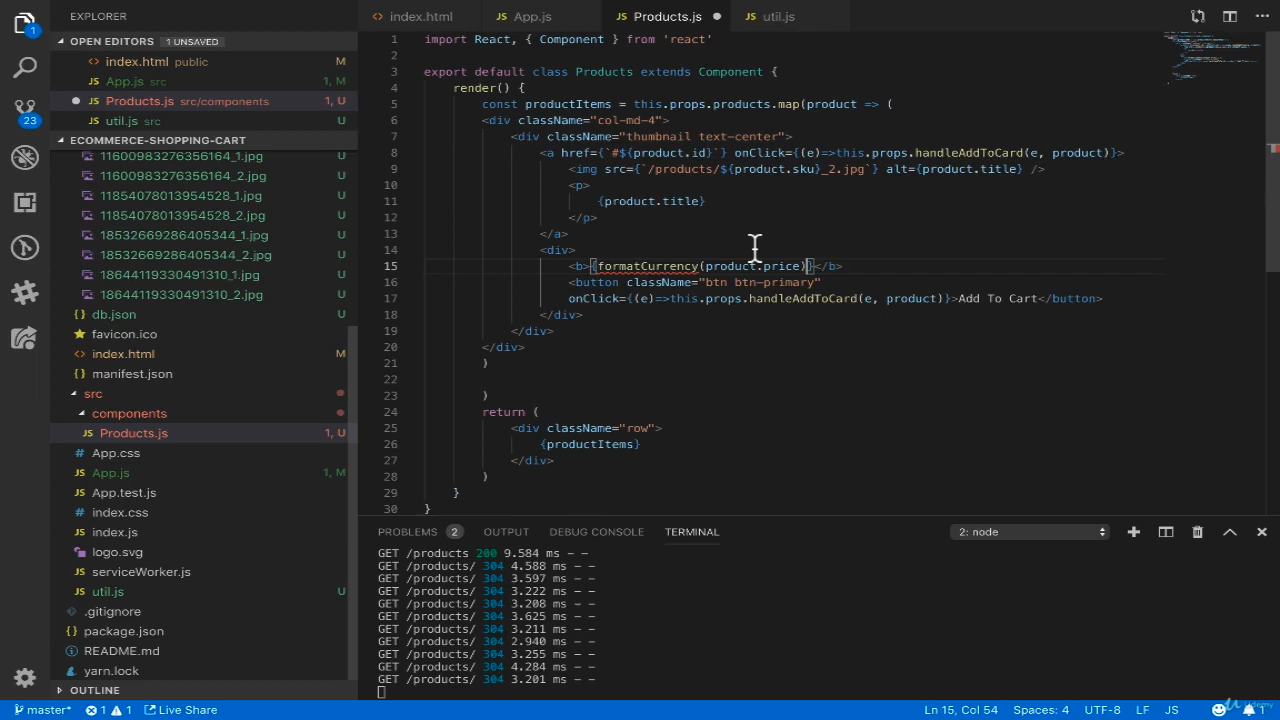 EXPLORER
OPEN EDITORS 1 UNSAVED
index.html public M
App.js src 1, M
Products.js src/components 1, U
util.js src U
ECOMMERCE-SHOPPING-CART
11600983276356164_1.jpg U
11600983276356164_2.jpg U
11854078013954528_1.jpg U
11854078013954528_2.jpg U
18532669286405344_1.jpg U
18532669286405344_2.jpg U
18644119310330481_1.jpg U
18644119310330481_2.jpg U
db.json U
favicon.ico
index.html M
manifest.json
src
components
Products.js 1, U
App.css
App.js 1, M
App.test.js
index.css
index.js
logo.svg
serviceWorker.js
util.js U
.gitignore
package.json
README.md
yarn.lock
OUTLINE
1
23
index.html App.js Products.js util.js
1 import React, { Component } from 'react'
2
3 export default class Products extends Component {
4 render() {
5 const productItems = this.props.products.map(product => (
6 <div className="col-md-4">
7 <div className="thumbnail text-center">
8 <a href={`#${product.id}`} onClick={(e)=>this.props.handleAddToCard(e, product)}>
9 <img src={`/products/${product.sku}_2.jpg`} alt={product.title} />
10 <p>
11 {product.title}
12 </p>
13 </a>
14 <div>
15 <b>{formatCurrency(product.price)}</b>
16 <button className="btn btn-primary"
17 onClick={(e)=>this.props.handleAddToCard(e, product)}>Add To Cart</button>
18 </div>
19 </div>
20 </div>
21 )
22
23 )
24 return (
25 <div className="row">
26 {productItems}
27 </div>
28 )
29 }
30 }
PROBLEMS 2 OUTPUT DEBUG CONSOLE TERMINAL 2: node
GET /products 200 9.584 ms - -
GET /products/ 304 4.588 ms - -
GET /products/ 304 3.597 ms - -
GET /products/ 304 3.222 ms - -
GET /products/ 304 3.208 ms - -
GET /products/ 304 3.625 ms - -
GET /products/ 304 3.211 ms - -
GET /products/ 304 2.940 ms - -
GET /products/ 304 3.255 ms - -
GET /products/ 304 4.284 ms - -
GET /products/ 304 3.201 ms - -
master* 1 1 Live Share Ln 15, Col 54 Spaces: 4 UTF-8 LF JS 1
Udemy